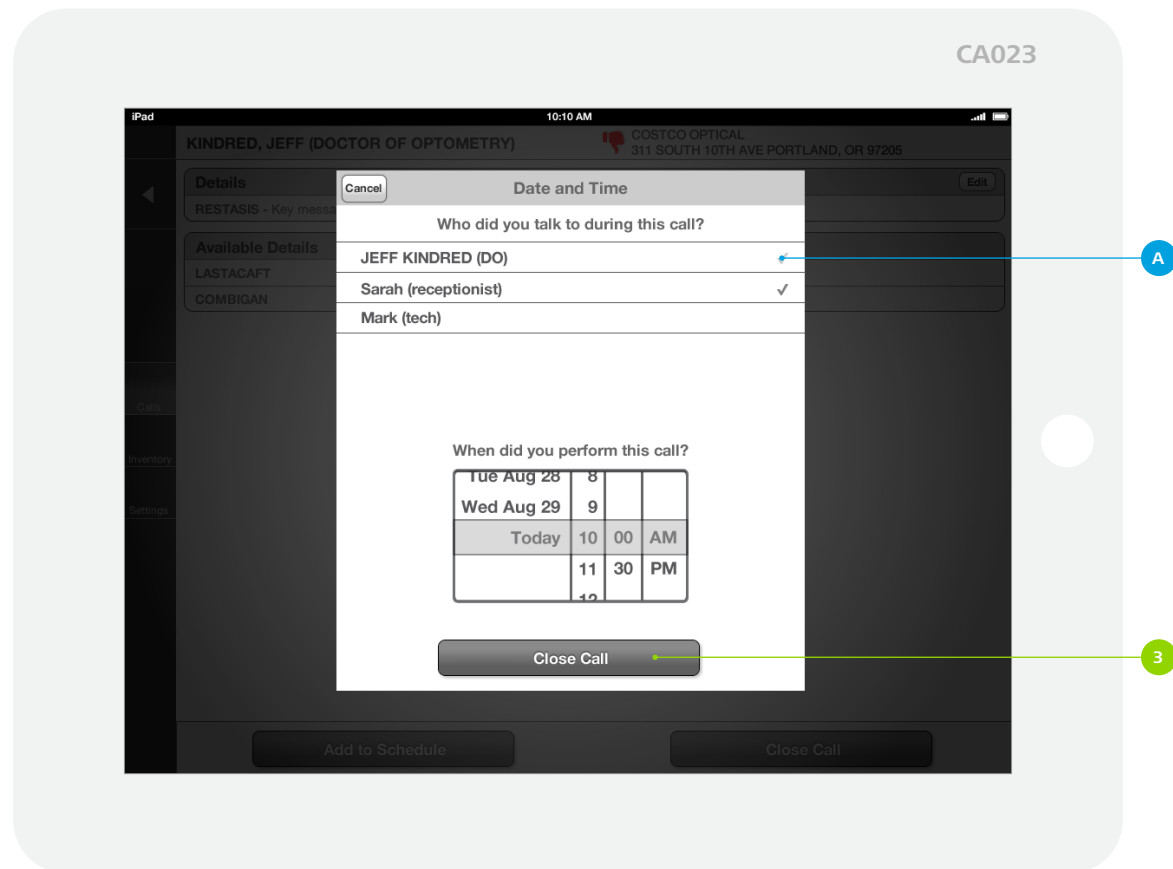 CA023
iPad
10:10 AM
KINDRED, JEFF (DOCTOR OF OPTOMETRY)
COSTCO OPTICAL
311 SOUTH 10TH AVE PORTLAND, OR 97205
Details
Edit
RESTASIS - Key messa
Available Details
LASTACAFT
COMBIGAN
Calls
Inventory
Settings
Cancel
Date and Time
Who did you talk to during this call?
JEFF KINDRED (DO)
A
Sarah (receptionist)
Mark (tech)
When did you perform this call?
Tue Aug 28 8
Wed Aug 29 9
Today 10 00 AM
11 30 PM
12
Close Call
3
Add to Schedule
Close Call